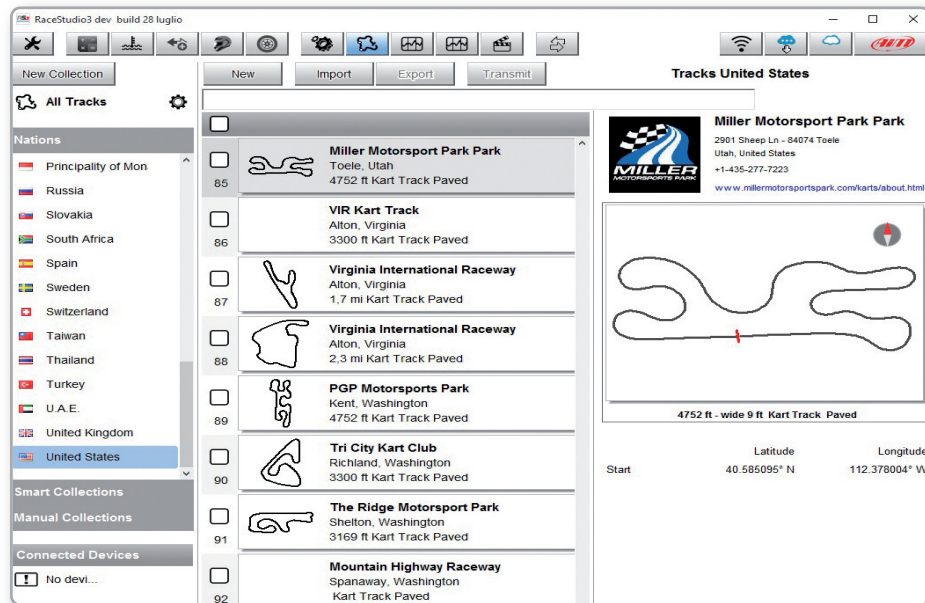 RaceStudio3 dev build 28 luglio
New Collection
New
Import
Export
Transmit
Tracks United States
All Tracks
Nations
Principality of Mon
Russia
Slovakia
South Africa
Spain
Sweden
Switzerland
Taiwan
Thailand
Turkey
U.A.E.
United Kingdom
United States
Smart Collections
Manual Collections
Connected Devices
No devi...
85
Miller Motorsport Park Park
Toele, Utah
4752 ft Kart Track Paved
86
VIR Kart Track
Alton, Virginia
3300 ft Kart Track Paved
87
Virginia International Raceway
Alton, Virginia
1,7 mi Kart Track Paved
88
Virginia International Raceway
Alton, Virginia
2,3 mi Kart Track Paved
89
PGP Motorsports Park
Kent, Washington
4752 ft Kart Track Paved
90
Tri City Kart Club
Richland, Washington
3300 ft Kart Track Paved
91
The Ridge Motorsport Park
Shelton, Washington
3169 ft Kart Track Paved
92
Mountain Highway Raceway
Spanaway, Washington
Kart Track Paved
MILLER
MOTORSPORTS PARK
Miller Motorsport Park Park
2901 Sheep Ln - 84074 Toele
Utah, United States
+1-435-277-7223
www.millermotorsportspark.com/karts/about.html
4752 ft - wide 9 ft Kart Track Paved
Latitude Longitude
Start 40.585095° N 112.378004° W